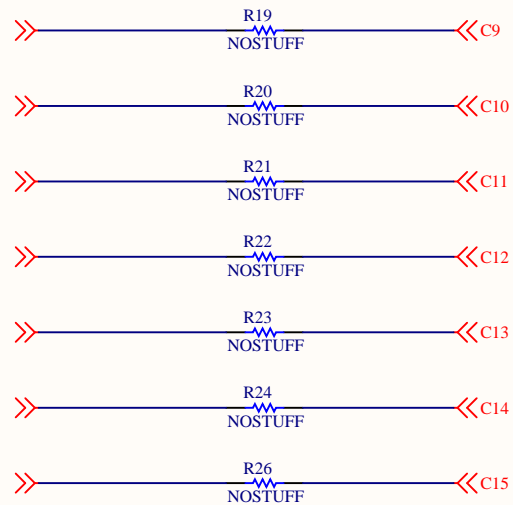 R19
NOSTUFF
C9
R20
NOSTUFF
C10
R21
NOSTUFF
C11
R22
NOSTUFF
C12
R23
NOSTUFF
C13
R24
NOSTUFF
C14
R26
NOSTUFF
C15